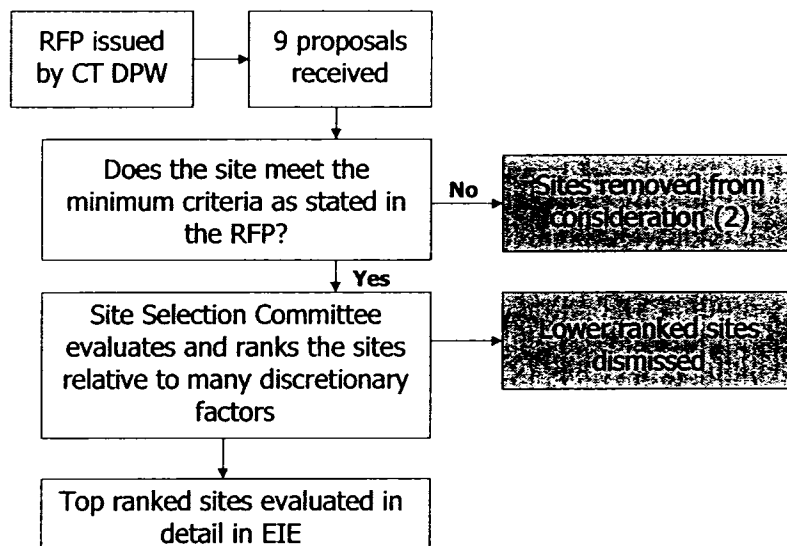 RFP issued
by CT DPW
9 proposals
received
Does the site meet the
minimum criteria as stated in
the RFP?
No
Sites removed from
consideration (2)
Yes
Site Selection Committee
evaluates and ranks the sites
relative to many discretionary
factors
Lower ranked sites
dismissed
Top ranked sites evaluated in
detail in EIE